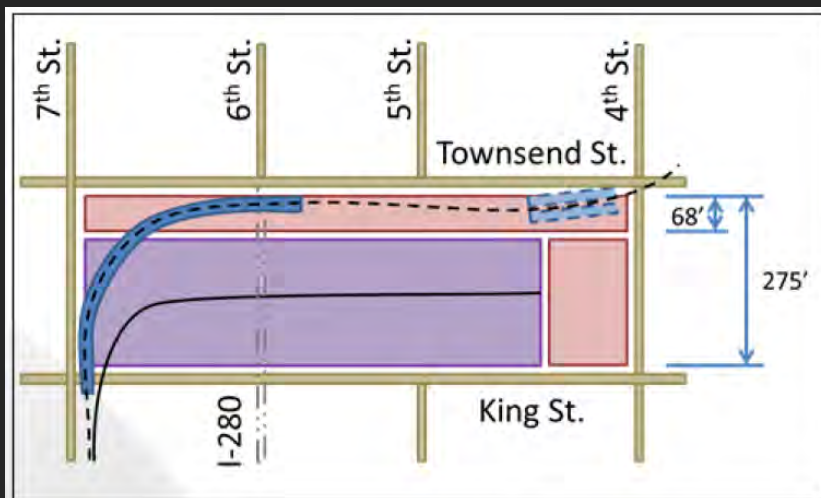 7th St.
6th St.
5th St.
4th St.
Townsend St.
68'
275'
I-280
King St.